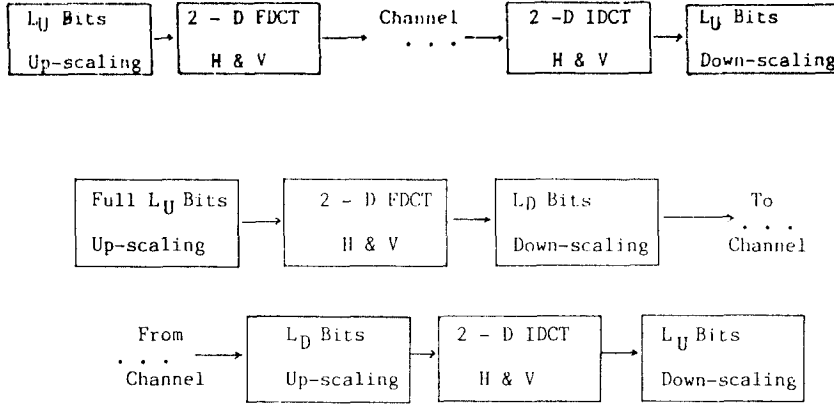 L_U Bits 2 - D FDCT Channel 2 -D IDCT L_U Bits
Up-scaling H & V . . . H & V Down-scaling
Full L_U Bits 2 - D FDCT L_D Bits To
Up-scaling H & V Down-scaling . . . Channel
From L_D Bits 2 - D IDCT L_U Bits
. . . Channel Up-scaling H & V Down-scaling